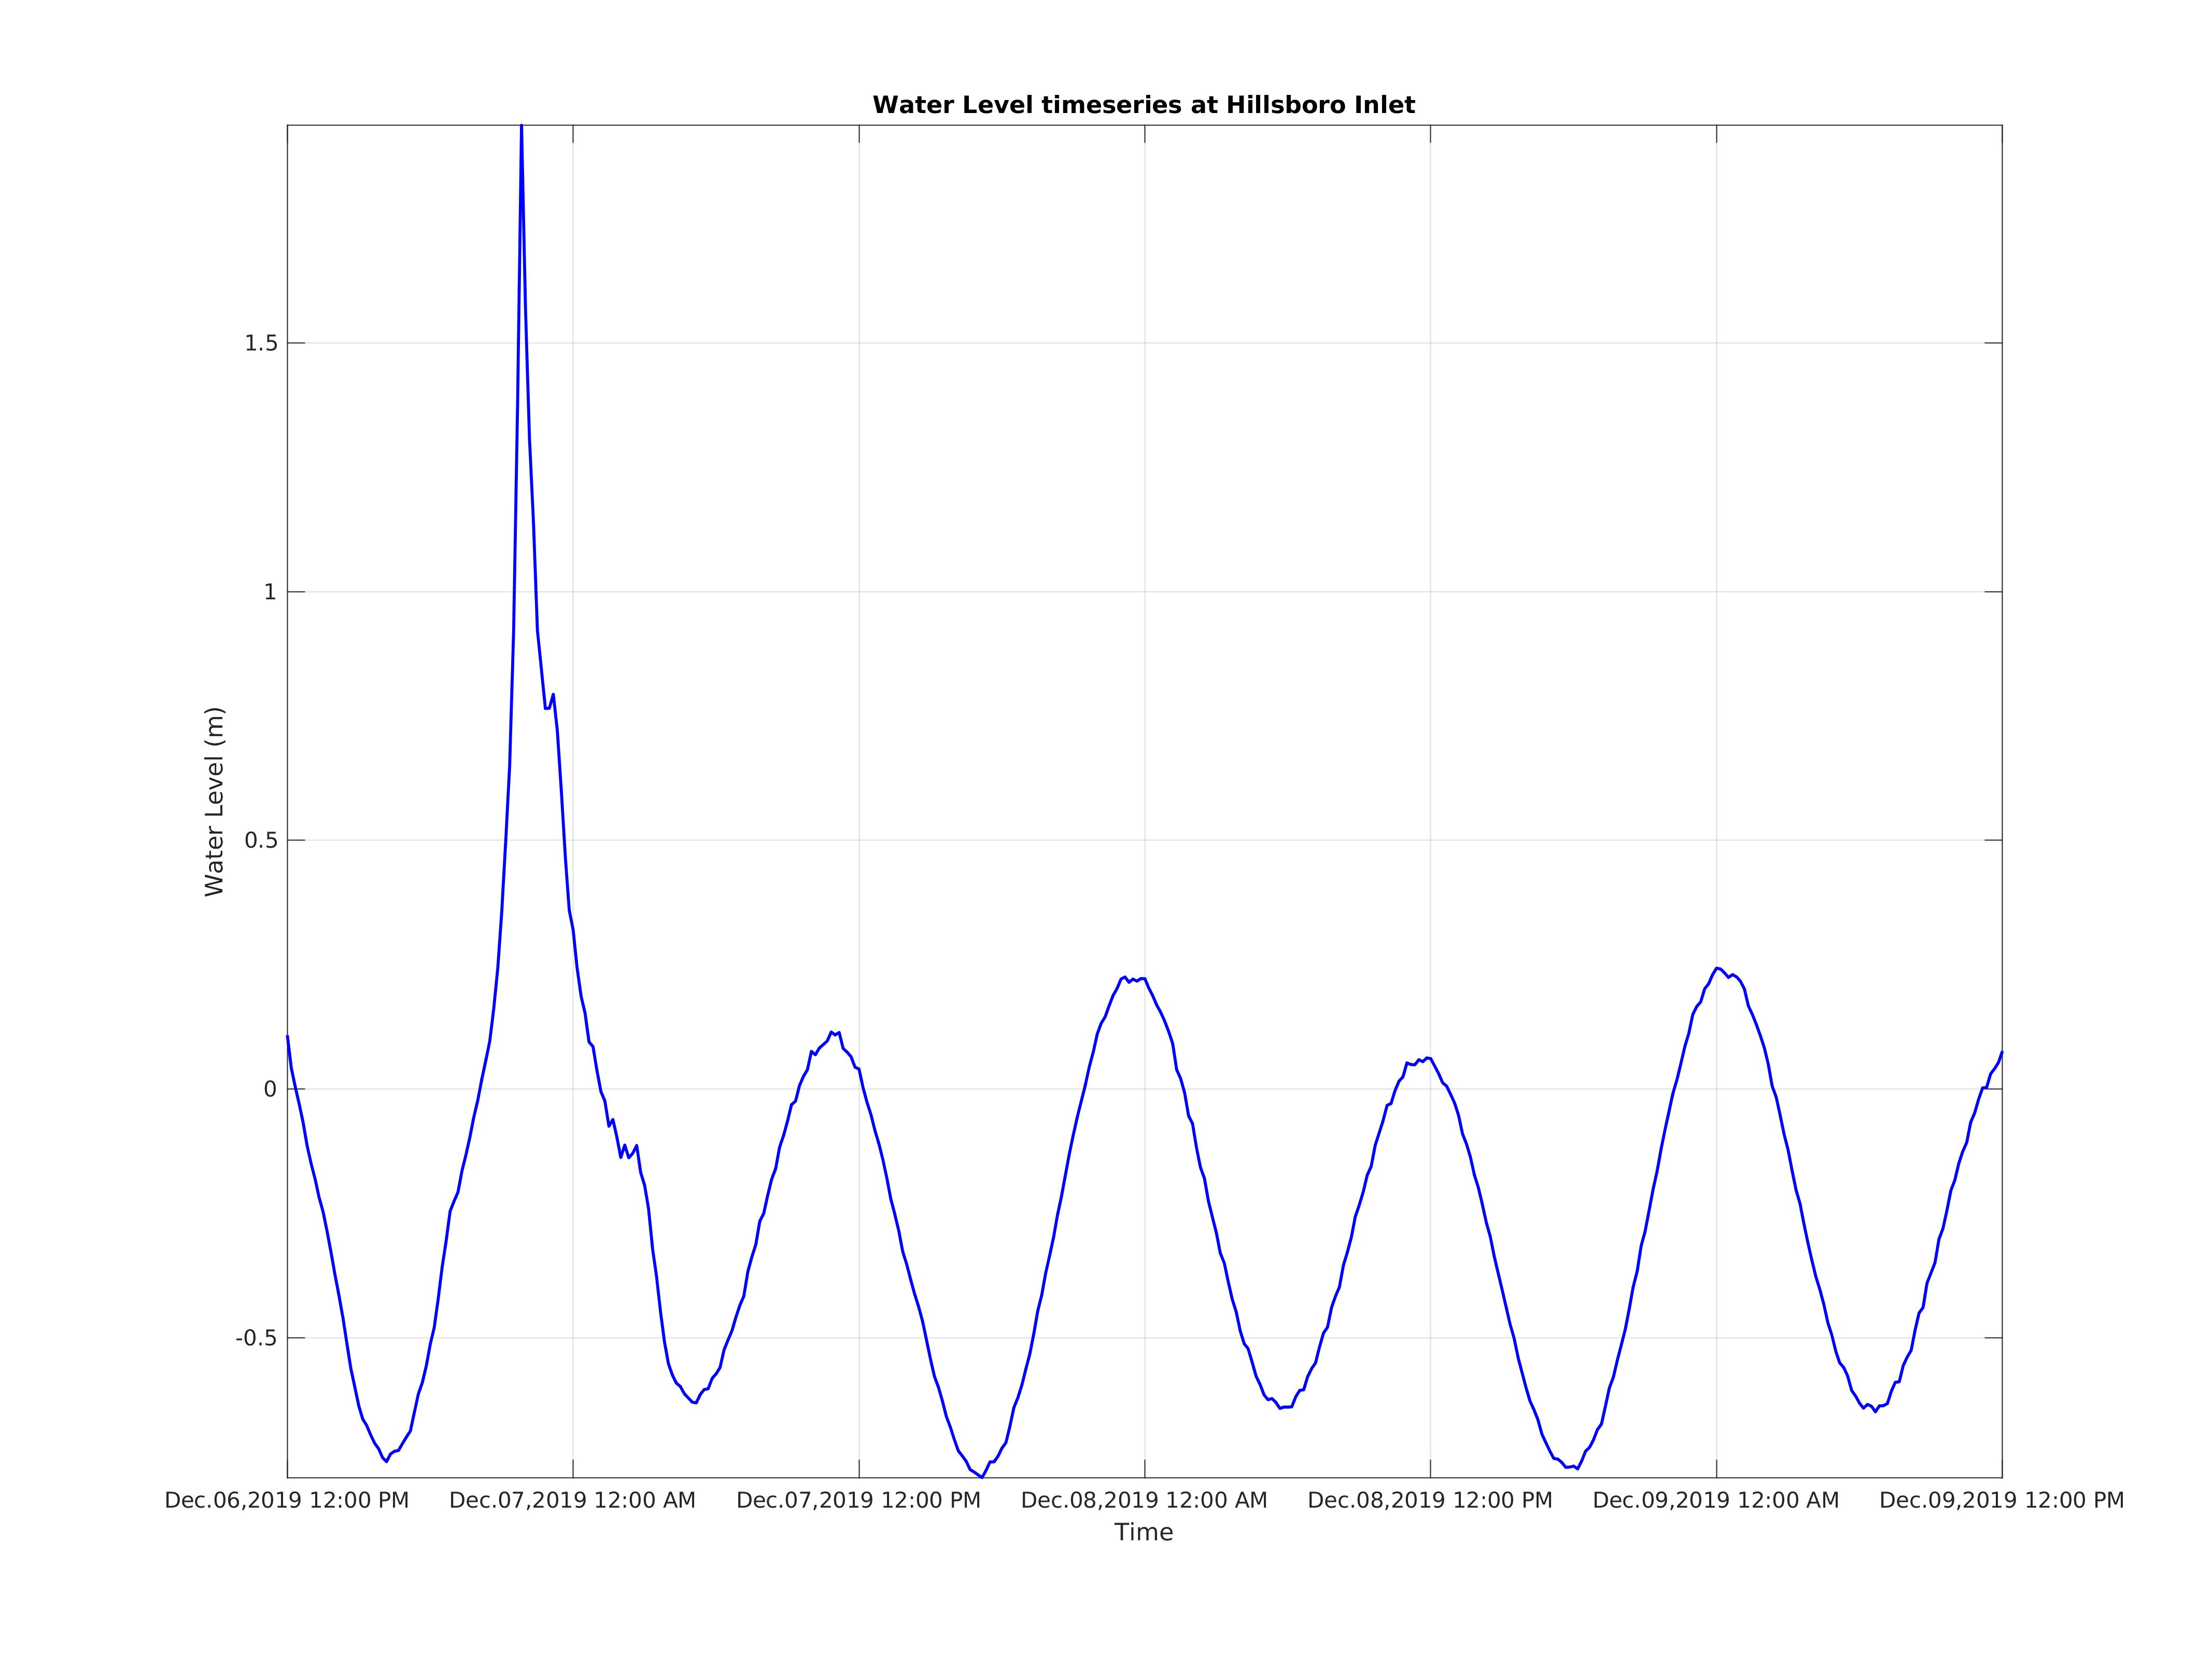 Water Level timeseries at Hillsboro Inlet
Water Level (m)
1.5
1
0.5
0
-0.5
Dec.06,2019 12:00 PM
Dec.07,2019 12:00 AM
Dec.07,2019 12:00 PM
Dec.08,2019 12:00 AM
Dec.08,2019 12:00 PM
Dec.09,2019 12:00 AM
Dec.09,2019 12:00 PM
Time